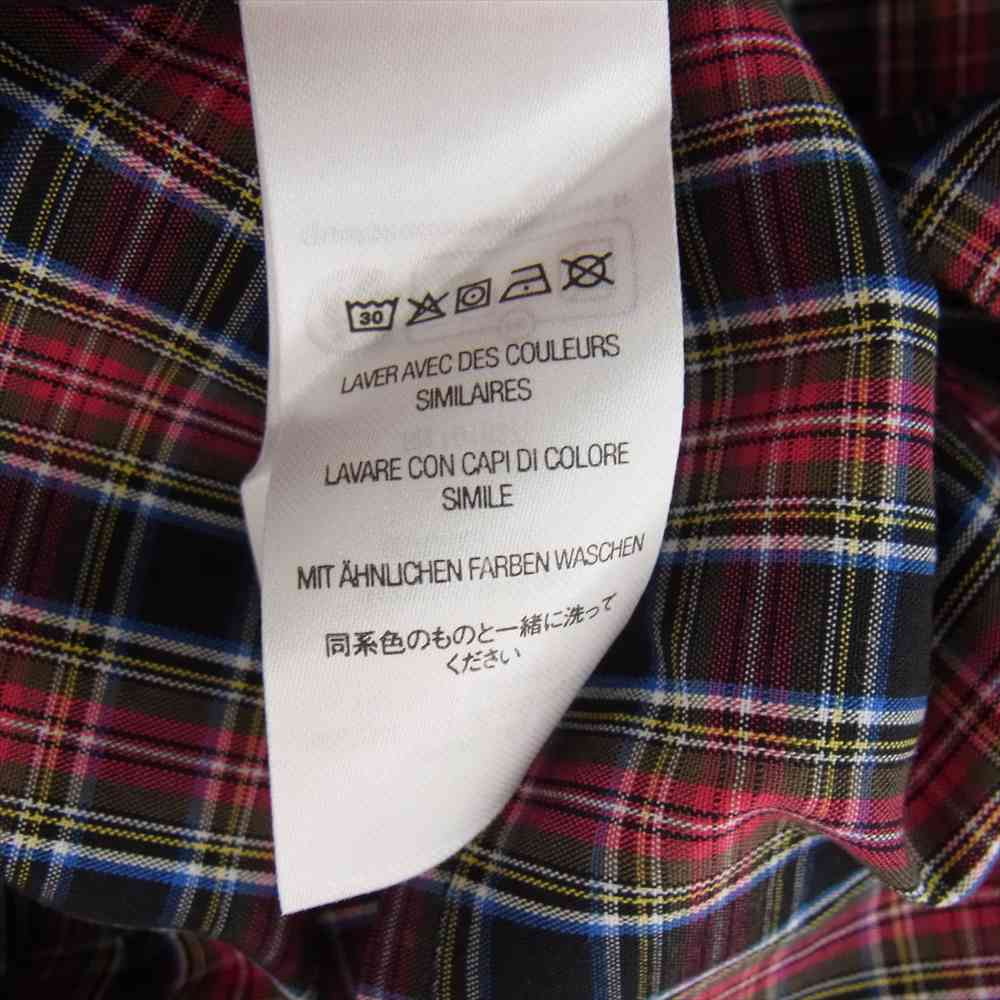 30
LAVER AVEC DES COULEURS
SIMILAIRES
LAVARE CON CAPI DI COLORE
SIMILE
MIT ÄHNLICHEN FARBEN WASCHEN
同系色のものと一緒に洗って
ください